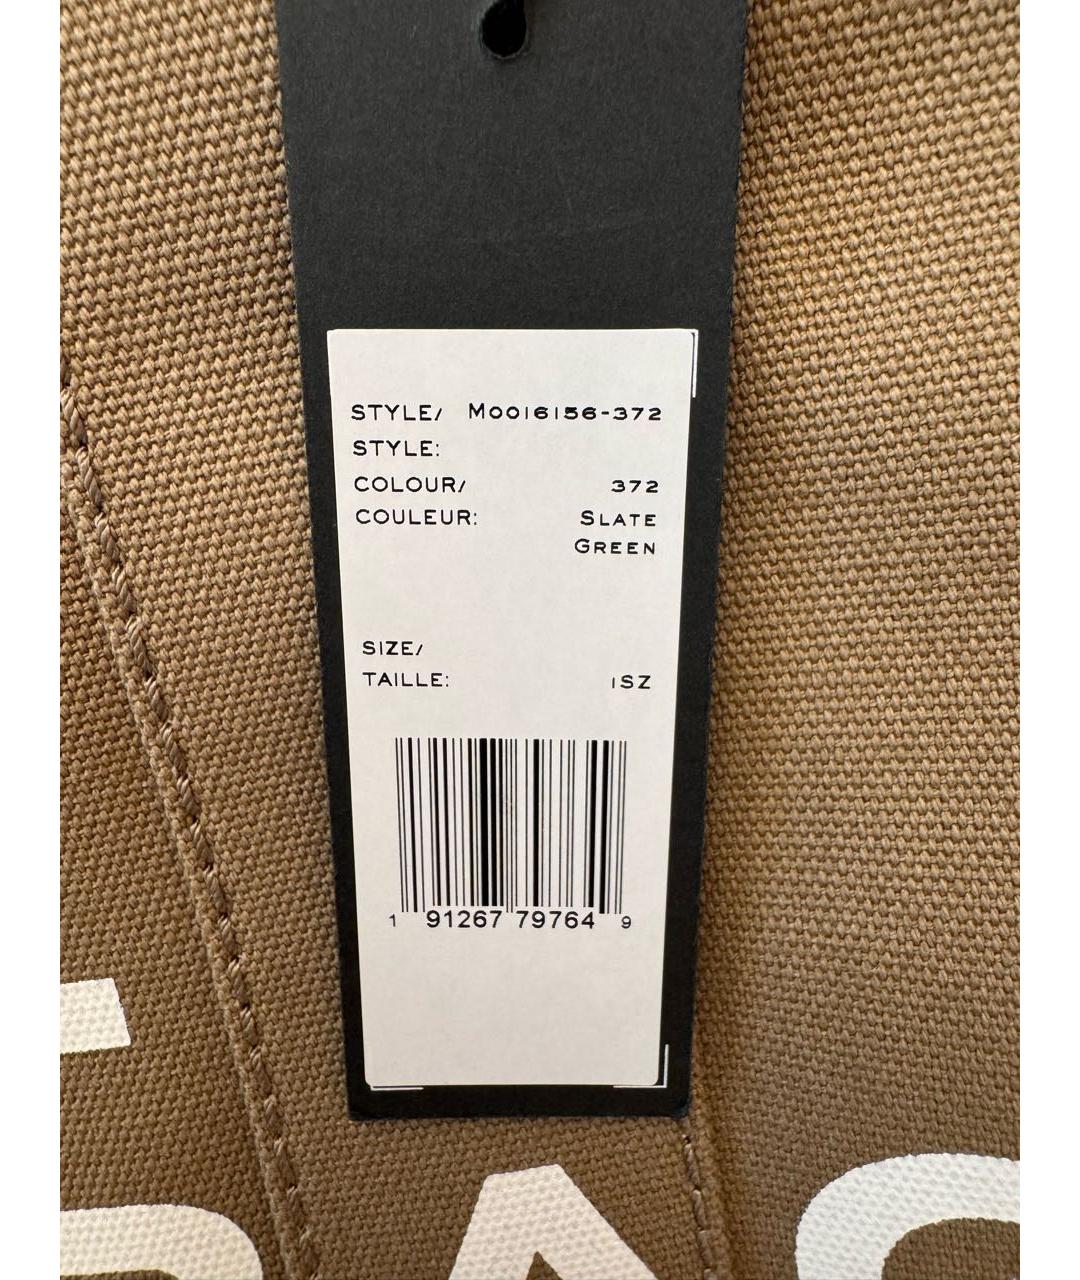 STYLE/ M0016156-372
STYLE:
COLOUR/ 372
COULEUR: SLATE
GREEN
SIZE/
TAILLE: 1SZ
1 91267 79764 9